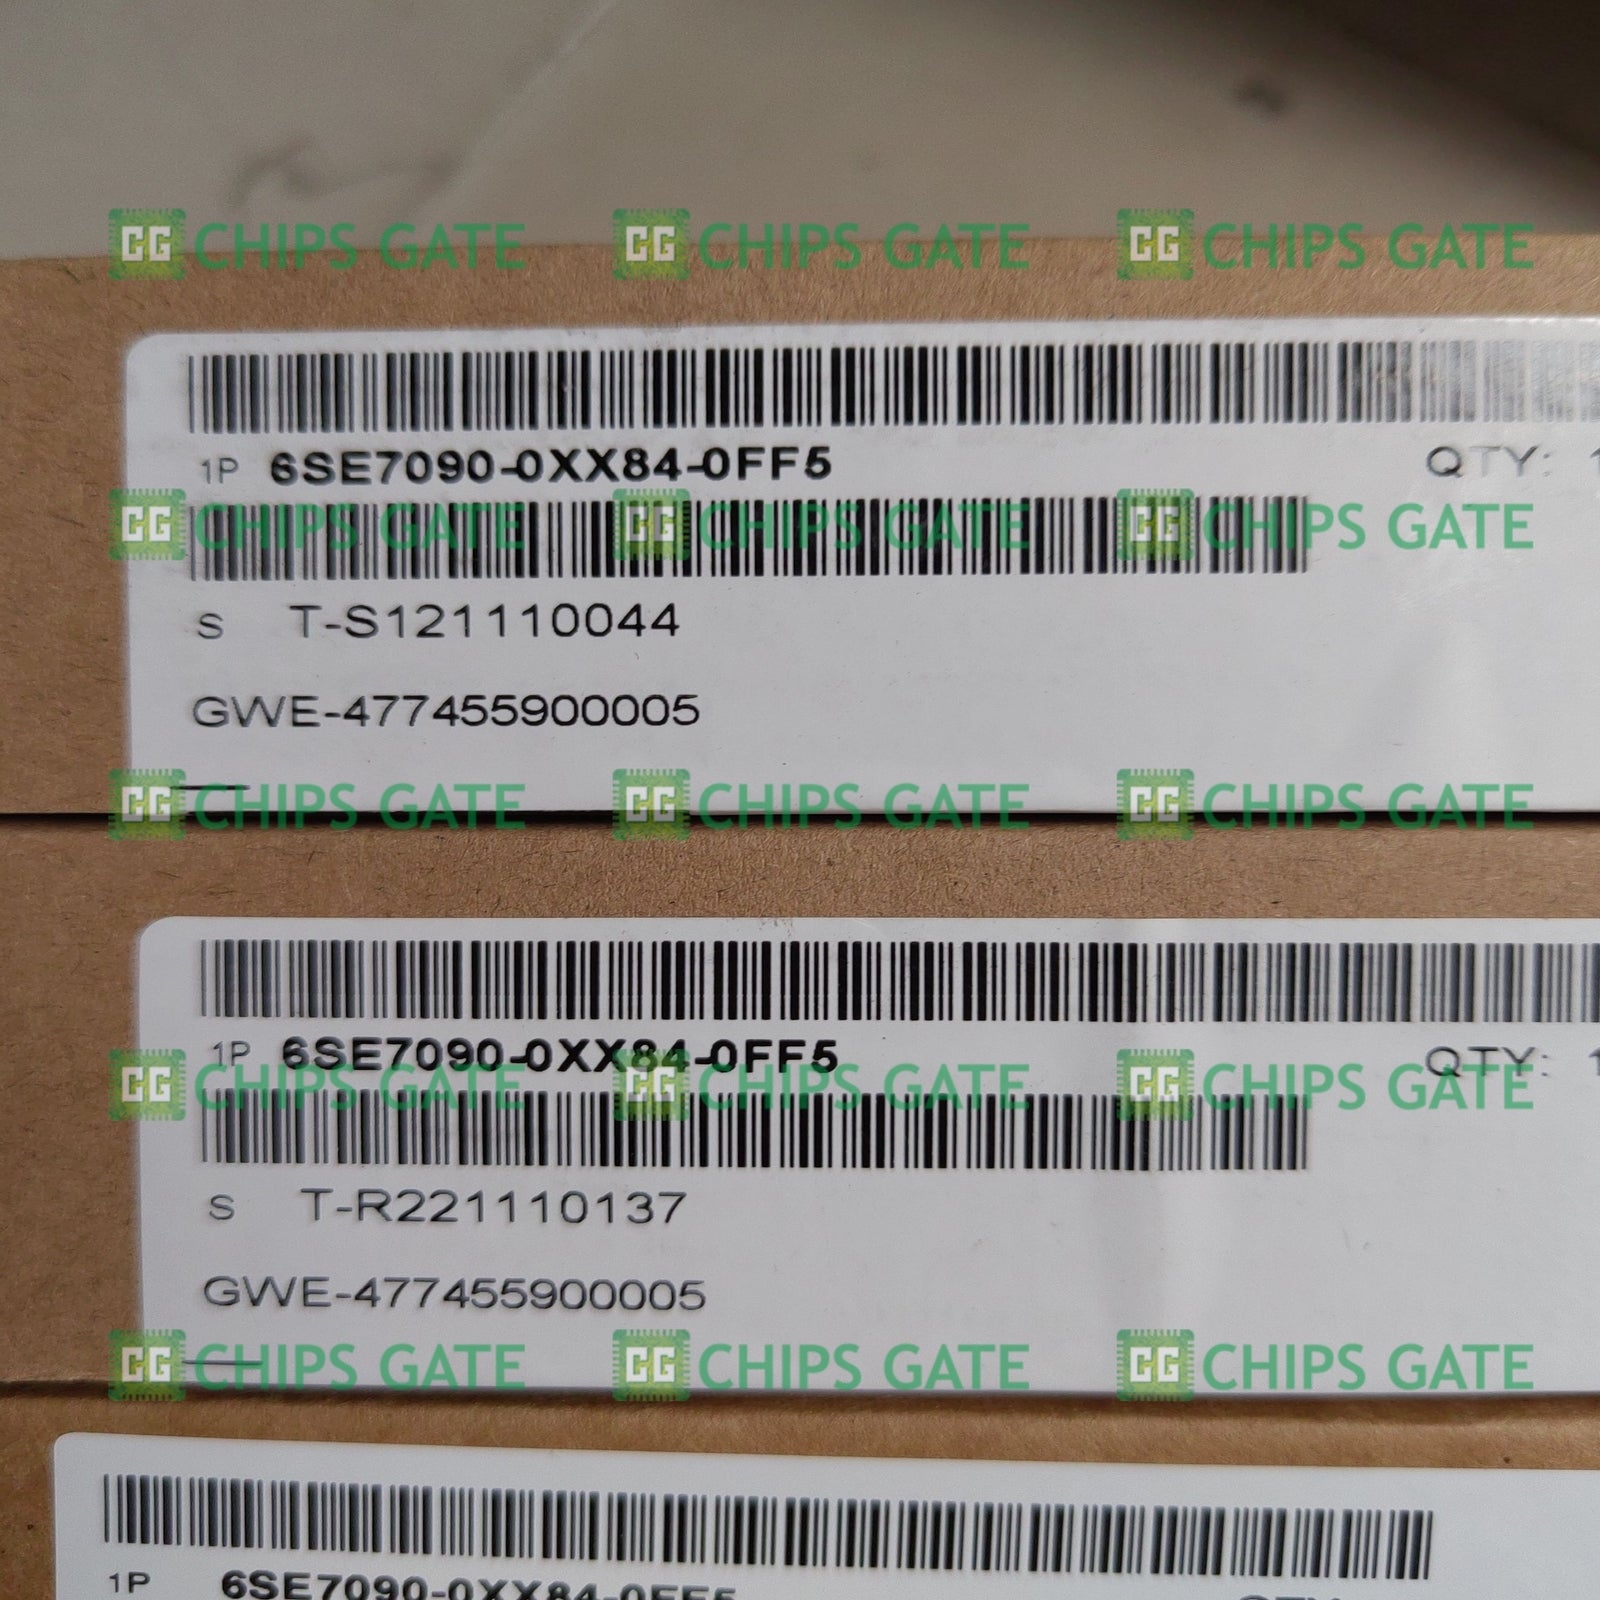 CG CHIPS GATE CG CHIPS GATE CG CHIPS GATE
1P 6SE7090-0XX84-0FF5 QTY: 1
CG CHIPS GATE CG CHIPS GATE CG CHIPS GATE
S T-S121110044
GWE-477455900005
CG CHIPS GATE CG CHIPS GATE CG CHIPS GATE
1P 6SE7090-0XX84-0FF5 QTY: 1
CG CHIPS GATE CG CHIPS GATE CG CHIPS GATE
S T-R221110137
GWE-477455900005
CG CHIPS GATE CG CHIPS GATE CG CHIPS GATE
1P 6SE7090-0XX84-0FF5 QTY: